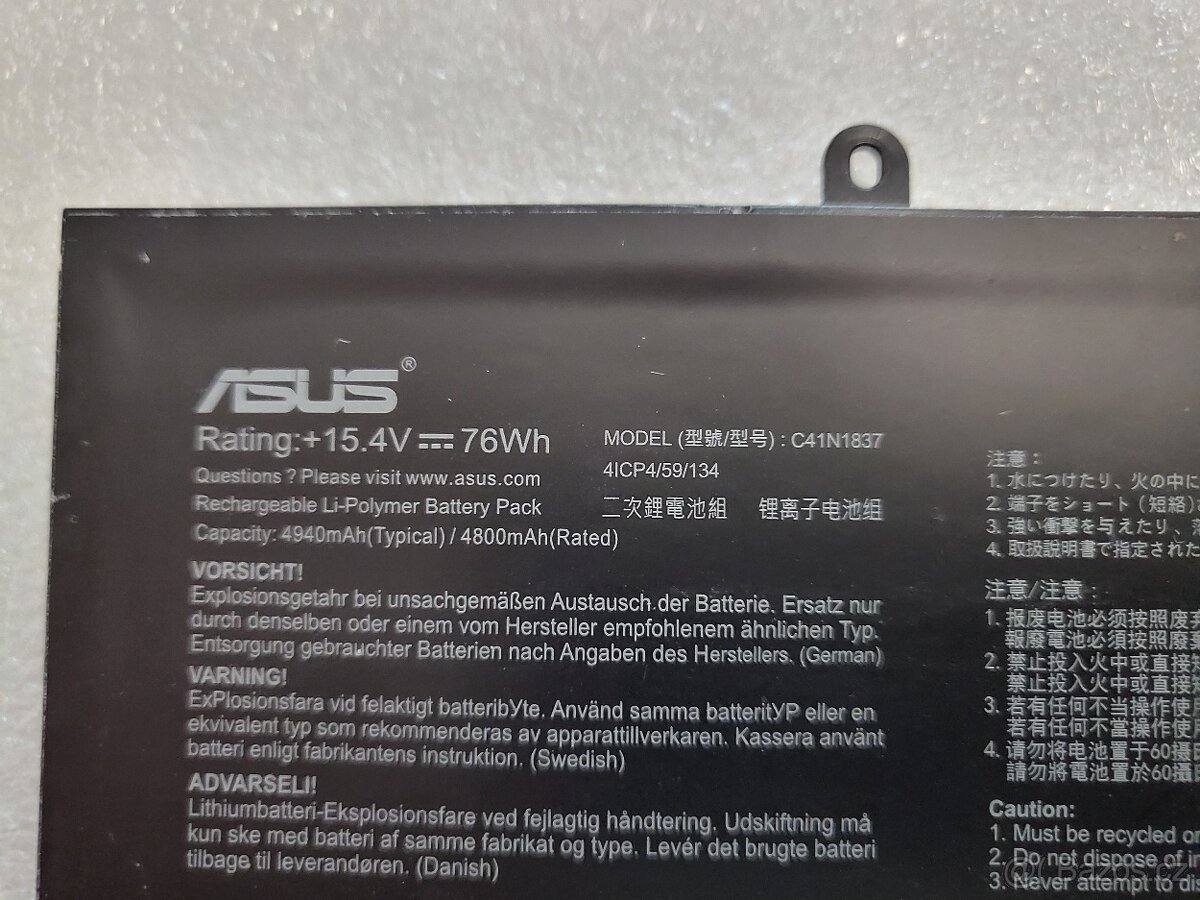 ASUS®
Rating:+15.4V⎓76Wh
Questions ? Please visit www.asus.com
Rechargeable Li-Polymer Battery Pack
Capacity: 4940mAh(Typical) / 4800mAh(Rated)
MODEL (型號/型号) : C41N1837
4ICP4/59/134
二次鋰電池組 锂离子电池组
VORSICHT!
Explosionsgetahr bei unsachgemäßen Austausch.der Batterie. Ersatz nur
durch denselben oder einem vom Hersteller empfohlenem ähnlichen Typ.
Entsorgung gebrauchter Batterien nach Angaben des Herstellers. (German)
VARNING!
ExPlosionsfara vid felaktigt batteribУte. Använd samma batteritУP eller en
ekvivalent typ som rekommenderas av apparattillverkaren. Kassera använt
batteri enligt fabrikantens instruktion. (Swedish)
ADVARSELI!
Lithiumbatteri-Eksplosionsfare ved fejlagtig håndtering. Udskiftning må
kun ske med batteri af samme fabrikat og type. Levér det brugte batteri
tilbage til leverandøren. (Danish)
注意 :
1. 水につけたり、火の中に
2. 端子をショート（短絡）
3. 強い衝撃を与えたり、
4. 取扱説明書で指定された
注意/注意 :
1. 报废电池必须按照废
報廢電池必須按照廢
2. 禁止投入火中或直接
禁止投入火中或直接
3. 若有任何不当操作使
若有任何不當操作使
4. 请勿将电池置于60攝
請勿將電池置於60攝
Caution:
1. Must be recycled or
2. Do not dispose of in
3. Never attempt to dis
Bazos.cz